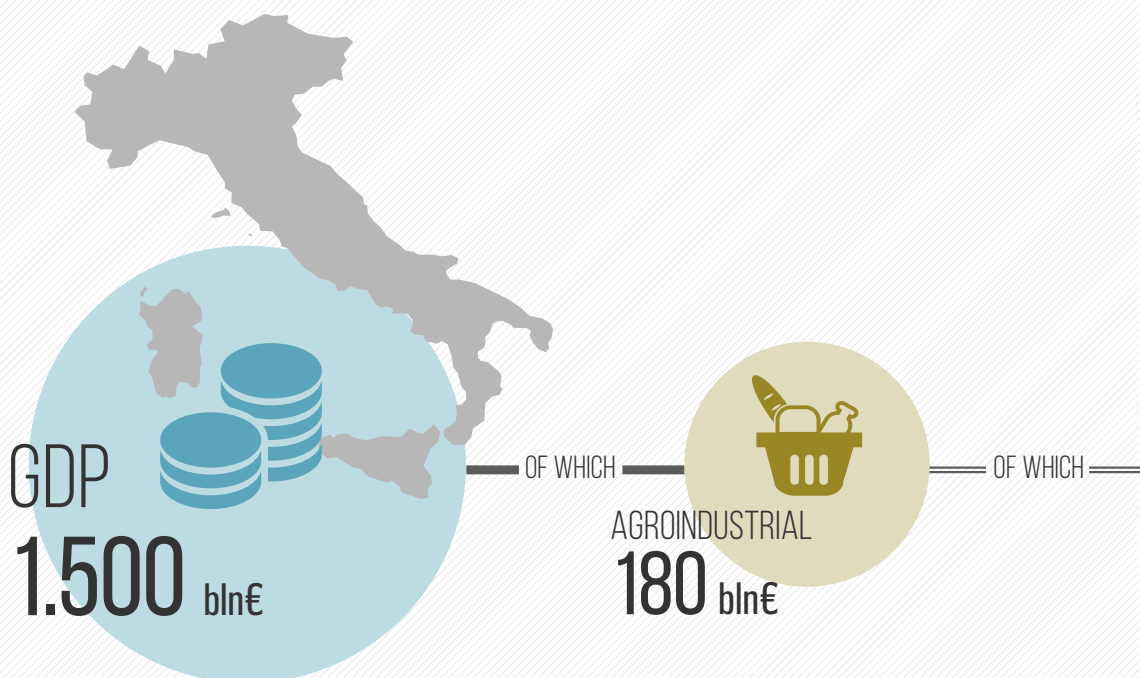 GDP
1.500 bln€
OF WHICH
AGROINDUSTRIAL
180 bln€
OF WHICH